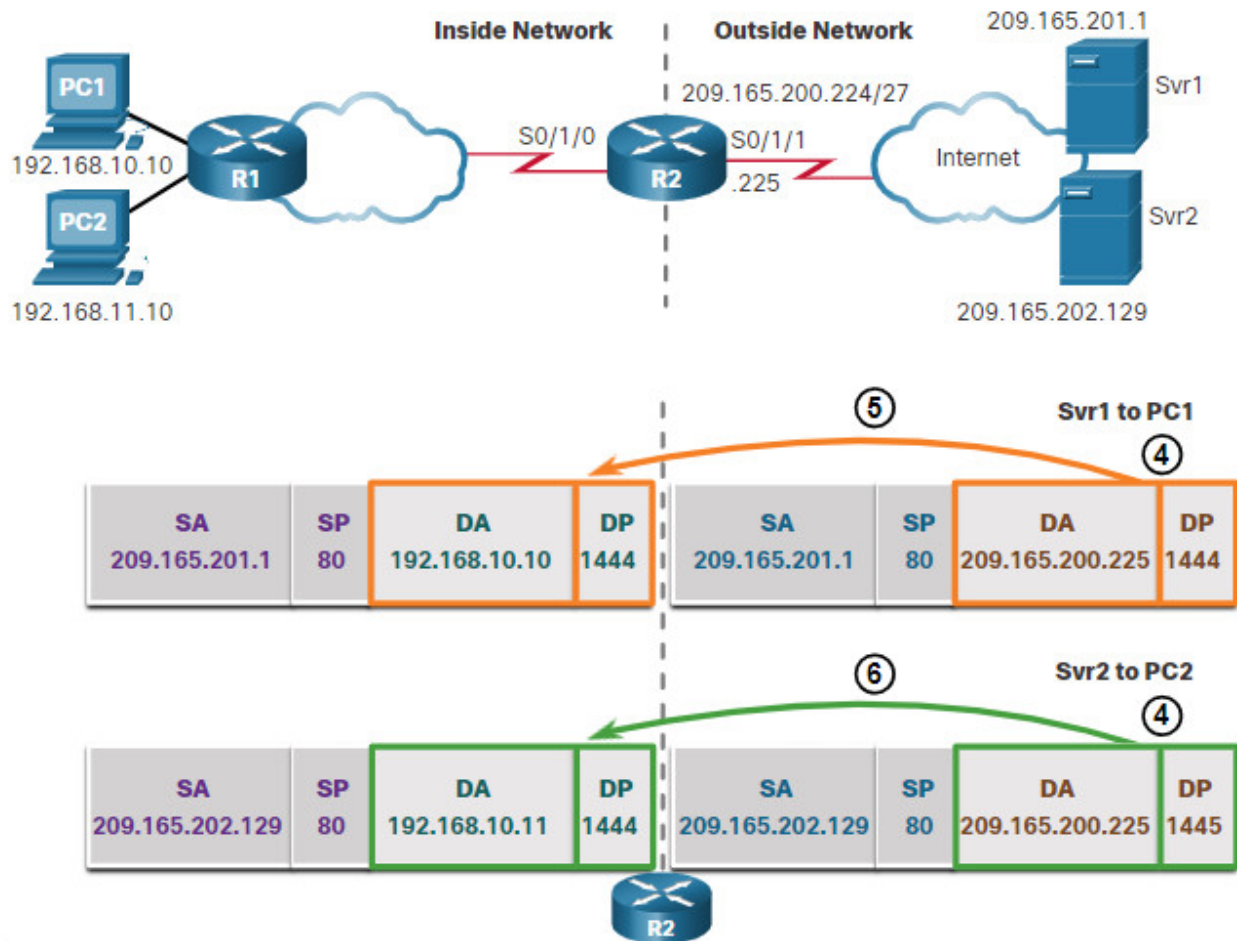 Inside Network
Outside Network
209.165.201.1
PC1
192.168.10.10
R1
S0/1/0
R2
209.165.200.224/27
S0/1/1
.225
Internet
Svr1
PC2
192.168.11.10
Svr2
209.165.202.129
5
Svr1 to PC1
4
SA SP DA DP SA SP DA DP
209.165.201.1 80 192.168.10.10 1444 209.165.201.1 80 209.165.200.225 1444
6
Svr2 to PC2
4
SA SP DA DP SA SP DA DP
209.165.202.129 80 192.168.10.11 1444 209.165.202.129 80 209.165.200.225 1445
R2